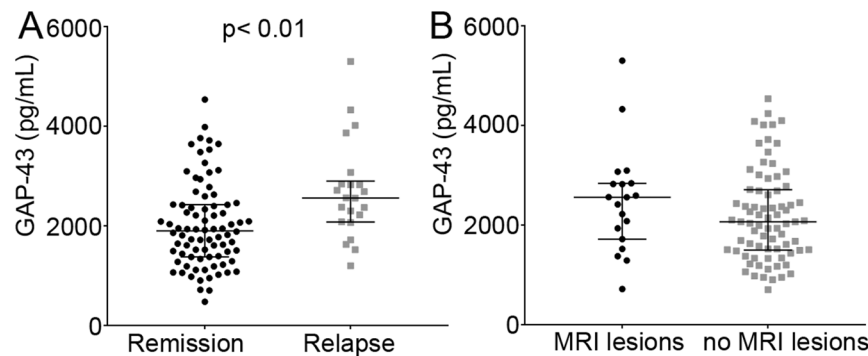 A
p< 0.01
GAP-43 (pg/mL)
6000
4000
2000
0
Remission
Relapse
B
GAP-43 (pg/mL)
6000
4000
2000
0
MRI lesions
no MRI lesions